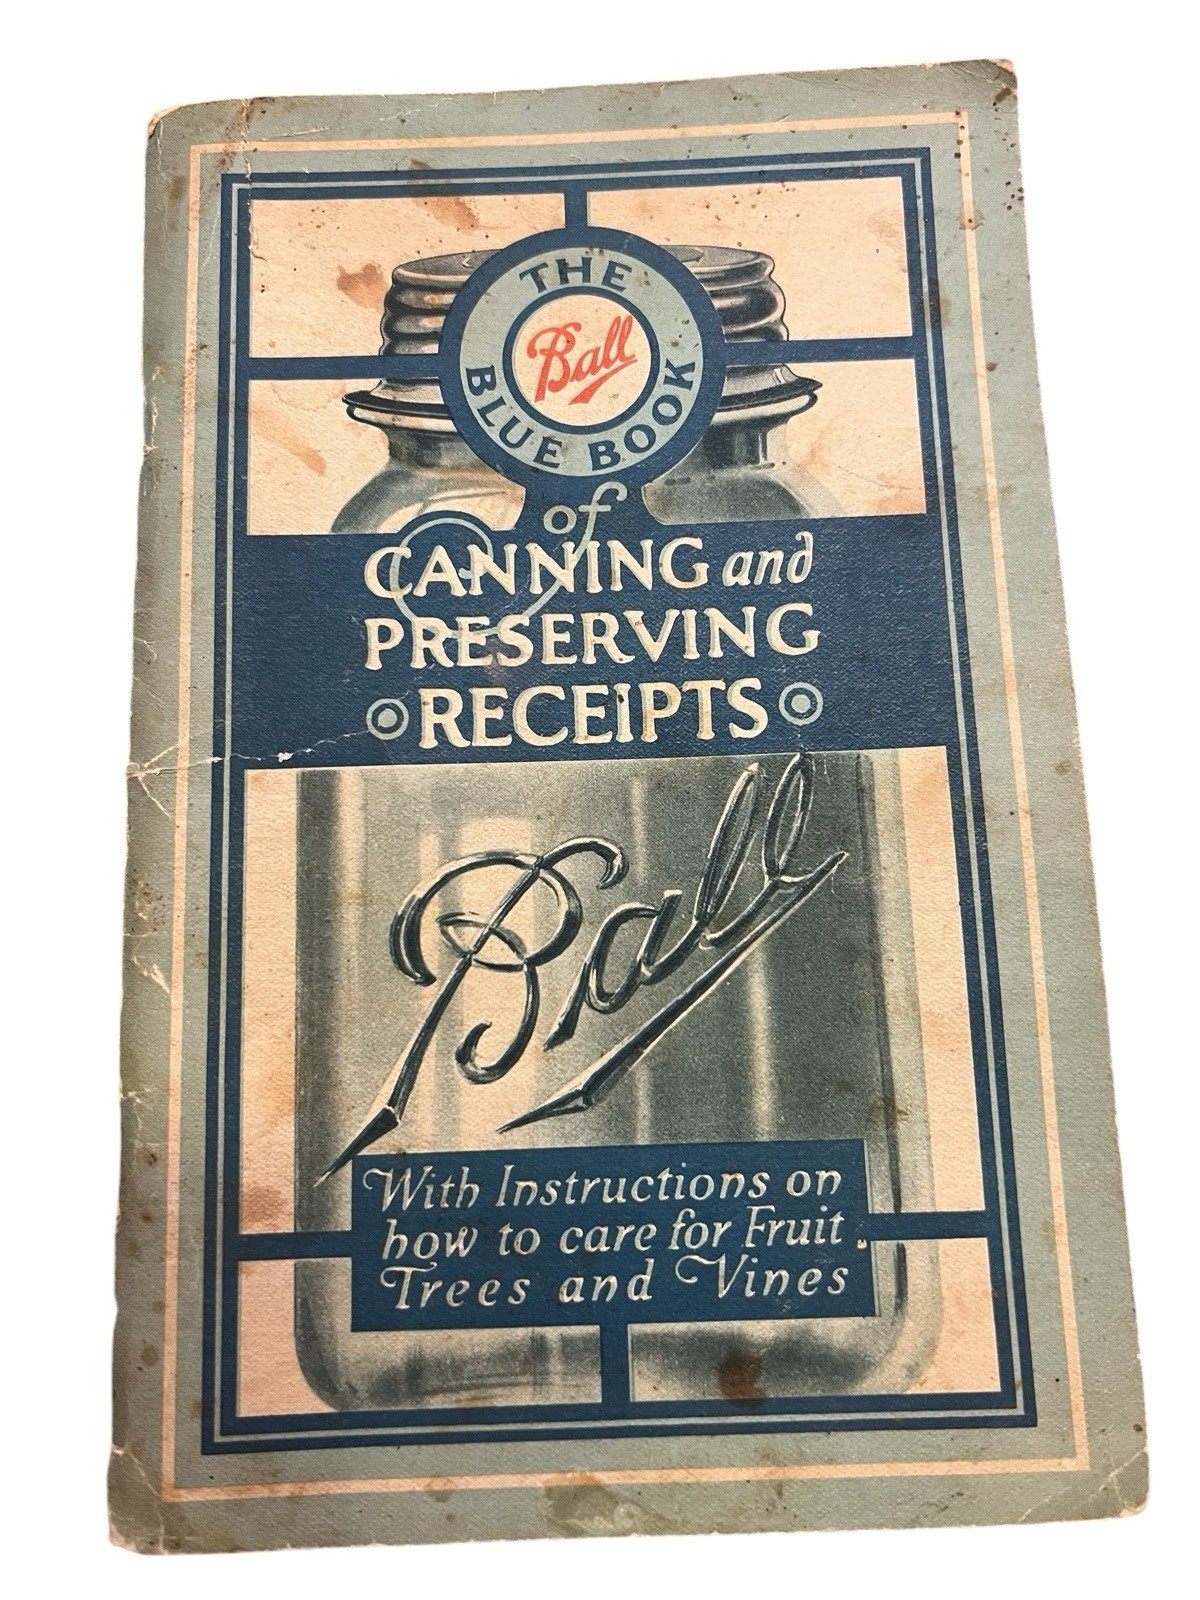 THE
Ball
BLUE BOOK
of
CANNING and
PRESERVING
RECEIPTS
Ball
With Instructions on
how to care for Fruit
Trees and Vines